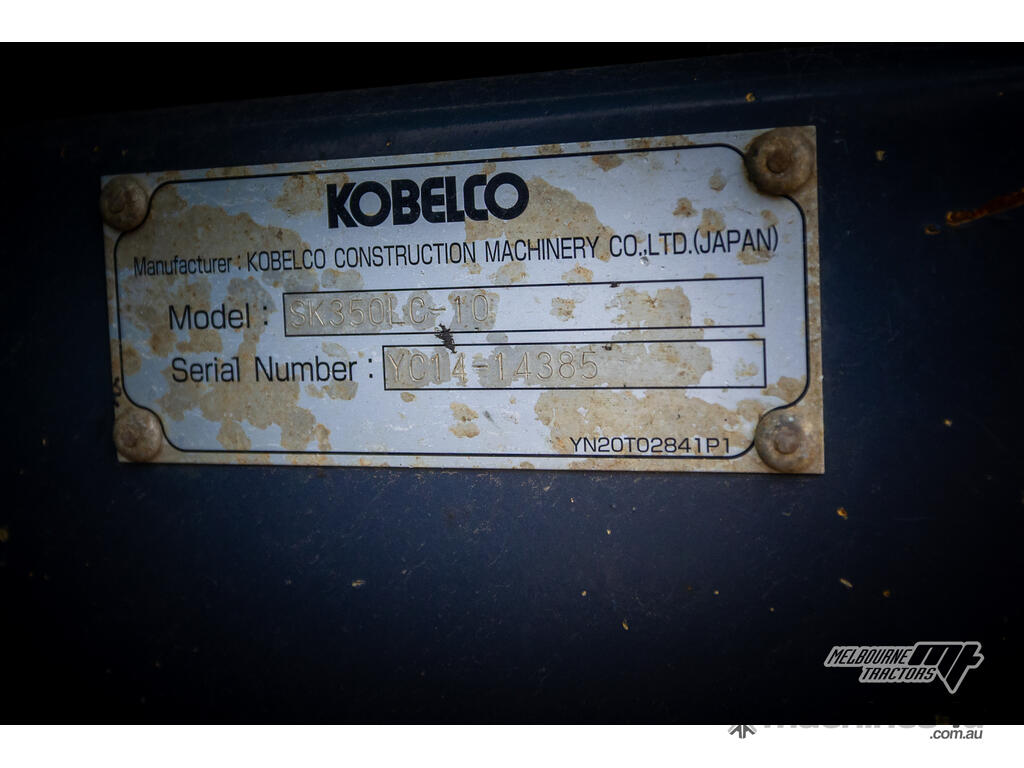 KOBELCO
Manufacturer : KOBELCO CONSTRUCTION MACHINERY CO.,LTD.(JAPAN)
Model : SK350LC-10
Serial Number : YC14-14385
YN20T02841P1
MELBOURNE
TRACTORS
.com.au